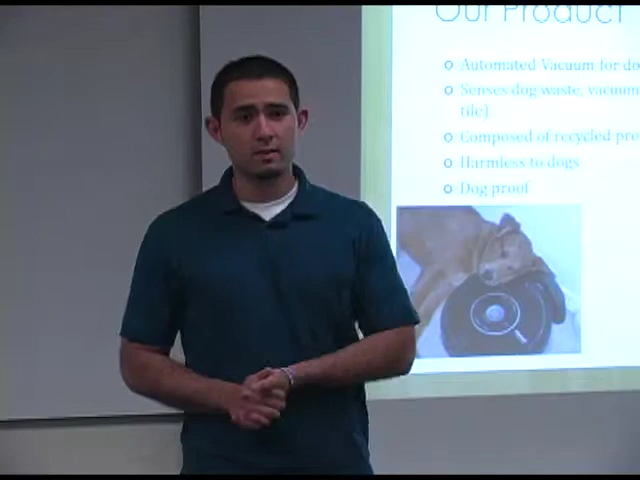 Our Product
Automated Vacuum for do
Senses dog waste, vacuum
tile)
Composed of recycled pro
Harmless to dogs
Dog proof